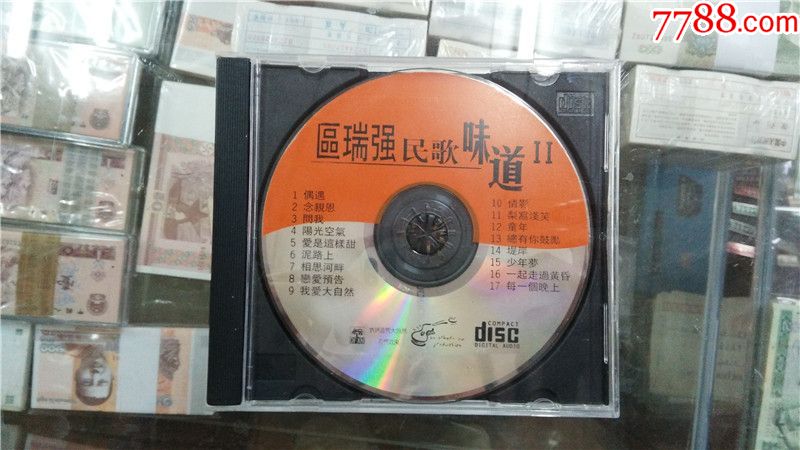 7788.com
區瑞强民歌味道II
1 偶遇
2 念親恩
3 問我
4 陽光空氣
5 愛是這樣甜
6 泥路上
7 相思河畔
8 戀愛預告
9 我愛大自然
10 倩影
11 梨窩淺笑
12 童年
13 總有你鼓勵
14 堤岸
15 少年夢
16 一起走過黃昏
17 每一個晚上
COMPACT
disc
DIGITAL AUDIO